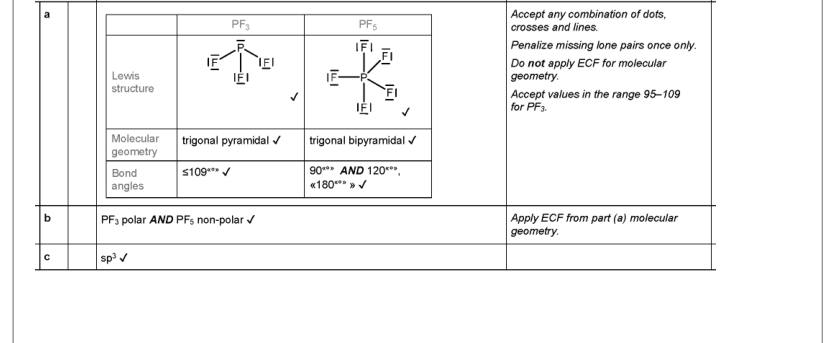 a
PF₃ PF₅
Accept any combination of dots,
crosses and lines.
Penalize missing lone pairs once only.
Do not apply ECF for molecular
geometry.
Accept values in the range 95–109
for PF₃.
Lewis
structure
P
F F
F
✓
F
F
F P
F
F
✓
Molecular
geometry
trigonal pyramidal ✓ trigonal bipyramidal ✓
Bond
angles
≤109«°» ✓
90«°» AND 120«°»,
«180«°» » ✓
b
PF₃ polar AND PF₅ non-polar ✓
Apply ECF from part (a) molecular
geometry.
c
sp³ ✓